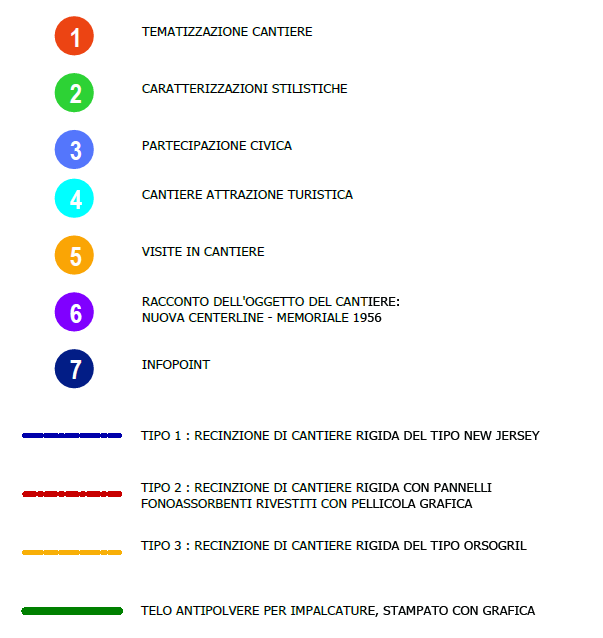 1 TEMATIZZAZIONE CANTIERE
2 CARATTERIZZAZIONI STILISTICHE
3 PARTECIPAZIONE CIVICA
4 CANTIERE ATTRAZIONE TURISTICA
5 VISITE IN CANTIERE
6 RACCONTO DELL'OGGETTO DEL CANTIERE:
NUOVA CENTERLINE - MEMORIALE 1956
7 INFOPOINT
TIPO 1 : RECINZIONE DI CANTIERE RIGIDA DEL TIPO NEW JERSEY
TIPO 2 : RECINZIONE DI CANTIERE RIGIDA CON PANNELLI
FONOASSORBENTI RIVESTITI CON PELLICOLA GRAFICA
TIPO 3 : RECINZIONE DI CANTIERE RIGIDA DEL TIPO ORSOGRIL
TELO ANTIPOLVERE PER IMPALCATURE, STAMPATO CON GRAFICA